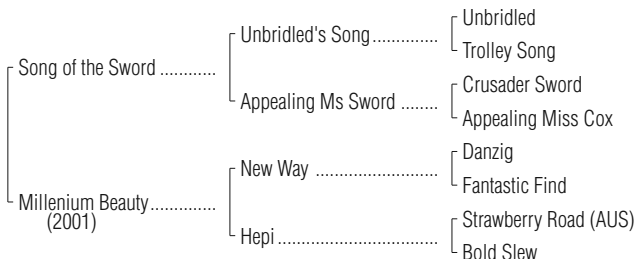 Unbridled
Unbridled's Song..............
Trolley Song
Song of the Sword ............
Crusader Sword
Appealing Ms Sword ........
Appealing Miss Cox
Danzig
New Way ..........................
Fantastic Find
Millenium Beauty..............
(2001)
Strawberry Road (AUS)
Hepi..................................
Bold Slew